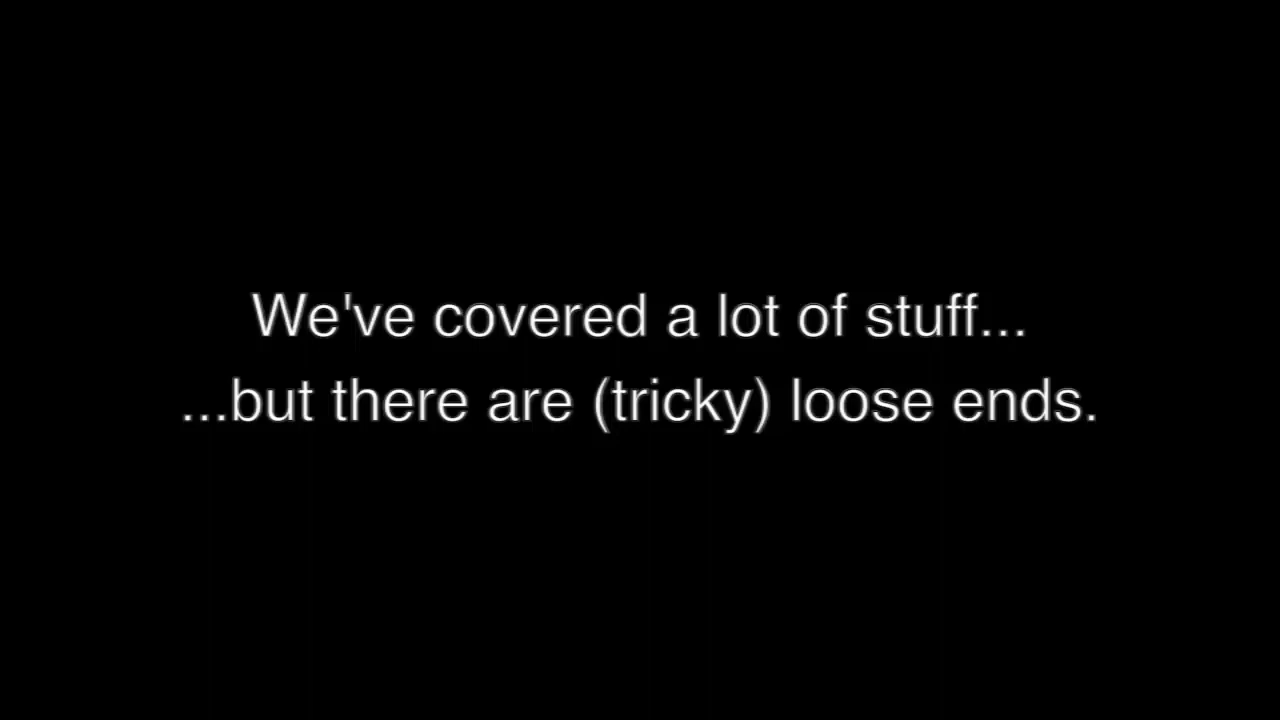 We've covered a lot of stuff...
...but there are (tricky) loose ends.